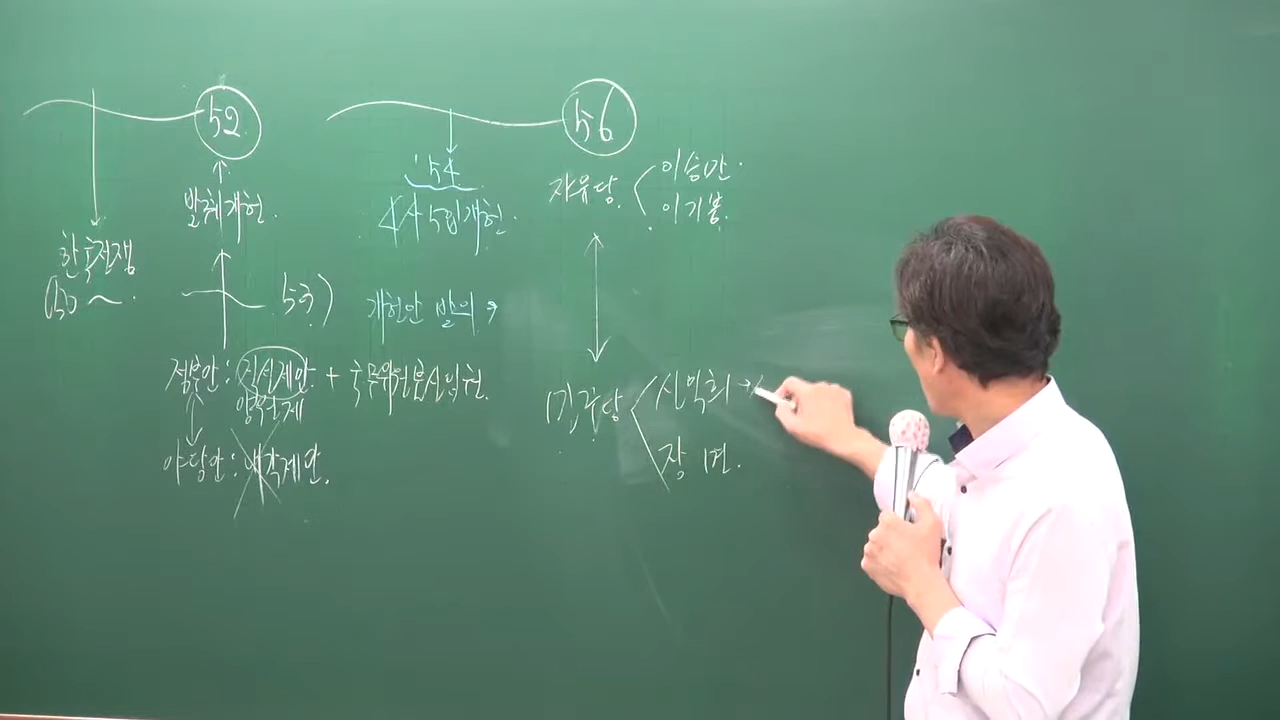 52
발췌개헌.
한국전쟁
(50 ~.
5구)
정부안: 직선제안 + 국무위원불신임권.
양원제
야당안: 내각제안.
56
'54
4사5입개헌.
개헌안 발의,
자유당.
이승만.
이기붕.
민주당
신익희 →
장 면.